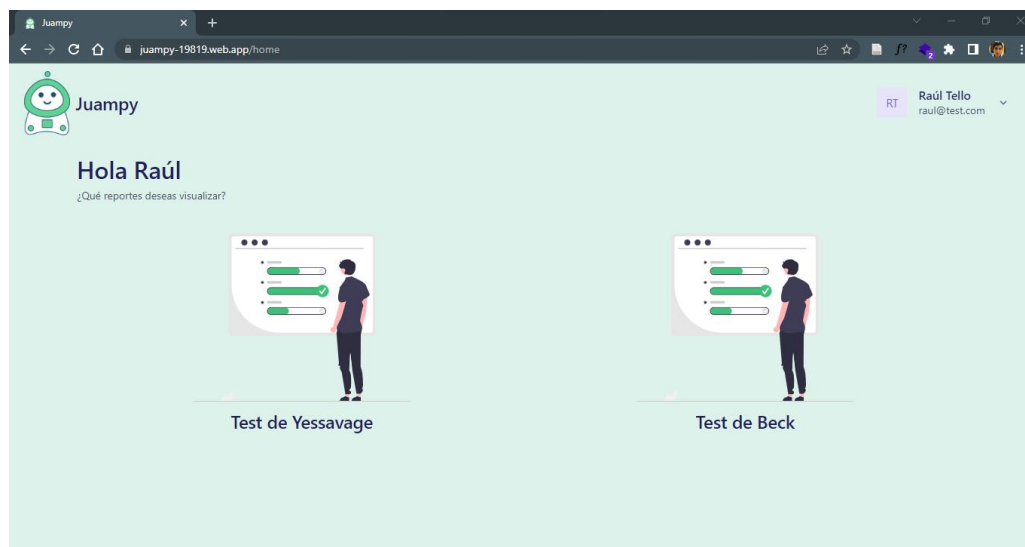 Juampy
juampy-19819.web.app/home
f?
2
Juampy
RT
Raúl Tello
raul@test.com
Hola Raúl
¿Qué reportes deseas visualizar?
Test de Yessavage
Test de Beck